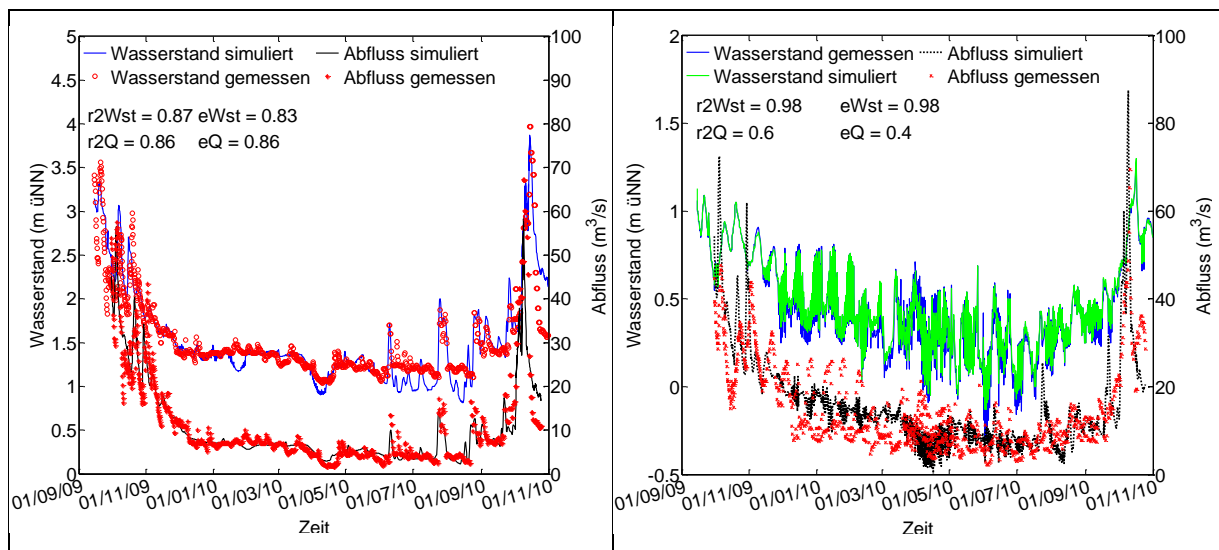 5
4.5
4
3.5
3
2.5
2
1.5
1
0.5
0
Wasserstand (m üNN)
Wasserstand simuliert
Abfluss simuliert
Wasserstand gemessen
Abfluss gemessen
r2Wst = 0.87 eWst = 0.83
r2Q = 0.86 eQ = 0.86
100
90
80
70
60
50
40
30
20
10
0
Abfluss (m³/s)
01/09/09 01/11/09 01/01/10 01/03/10 01/05/10 01/07/10 01/09/10 01/11/10
Zeit
2
1.5
1
0.5
0
-0.5
Wasserstand (m üNN)
Wasserstand gemessen
Abfluss simuliert
Wasserstand simuliert
Abfluss gemessen
r2Wst = 0.98 eWst = 0.98
r2Q = 0.6 eQ = 0.4
100
80
60
40
20
0
Abfluss (m³/s)
01/09/09 01/11/09 01/01/10 01/03/10 01/05/10 01/07/10 01/09/10 01/11/10
Zeit